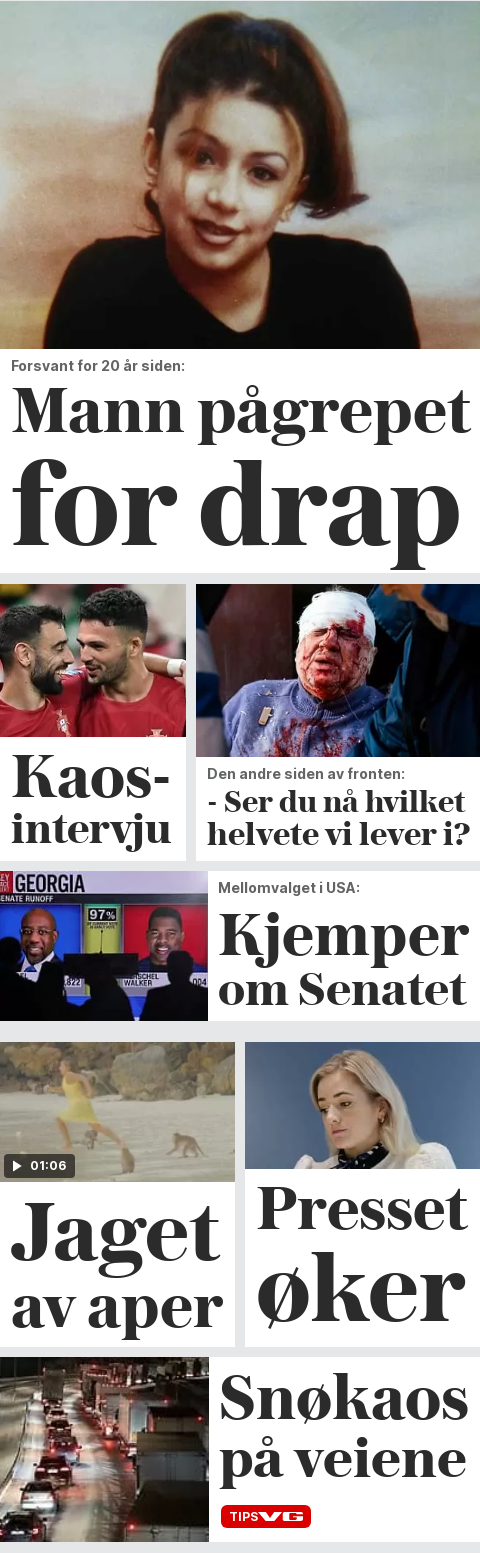 Forsvant for 20 år siden:
Mann pågrepet
for drap
Kaos-
intervju
Den andre siden av fronten:
- Ser du nå hvilket
helvete vi lever i?
GEORGIA
ENATE RUNOFF
97%
WALKER
Mellomvalget i USA:
Kjemper
om Senatet
01:06
Jaget
av aper
Presset
øker
Snøkaos
på veiene
TIPS VG